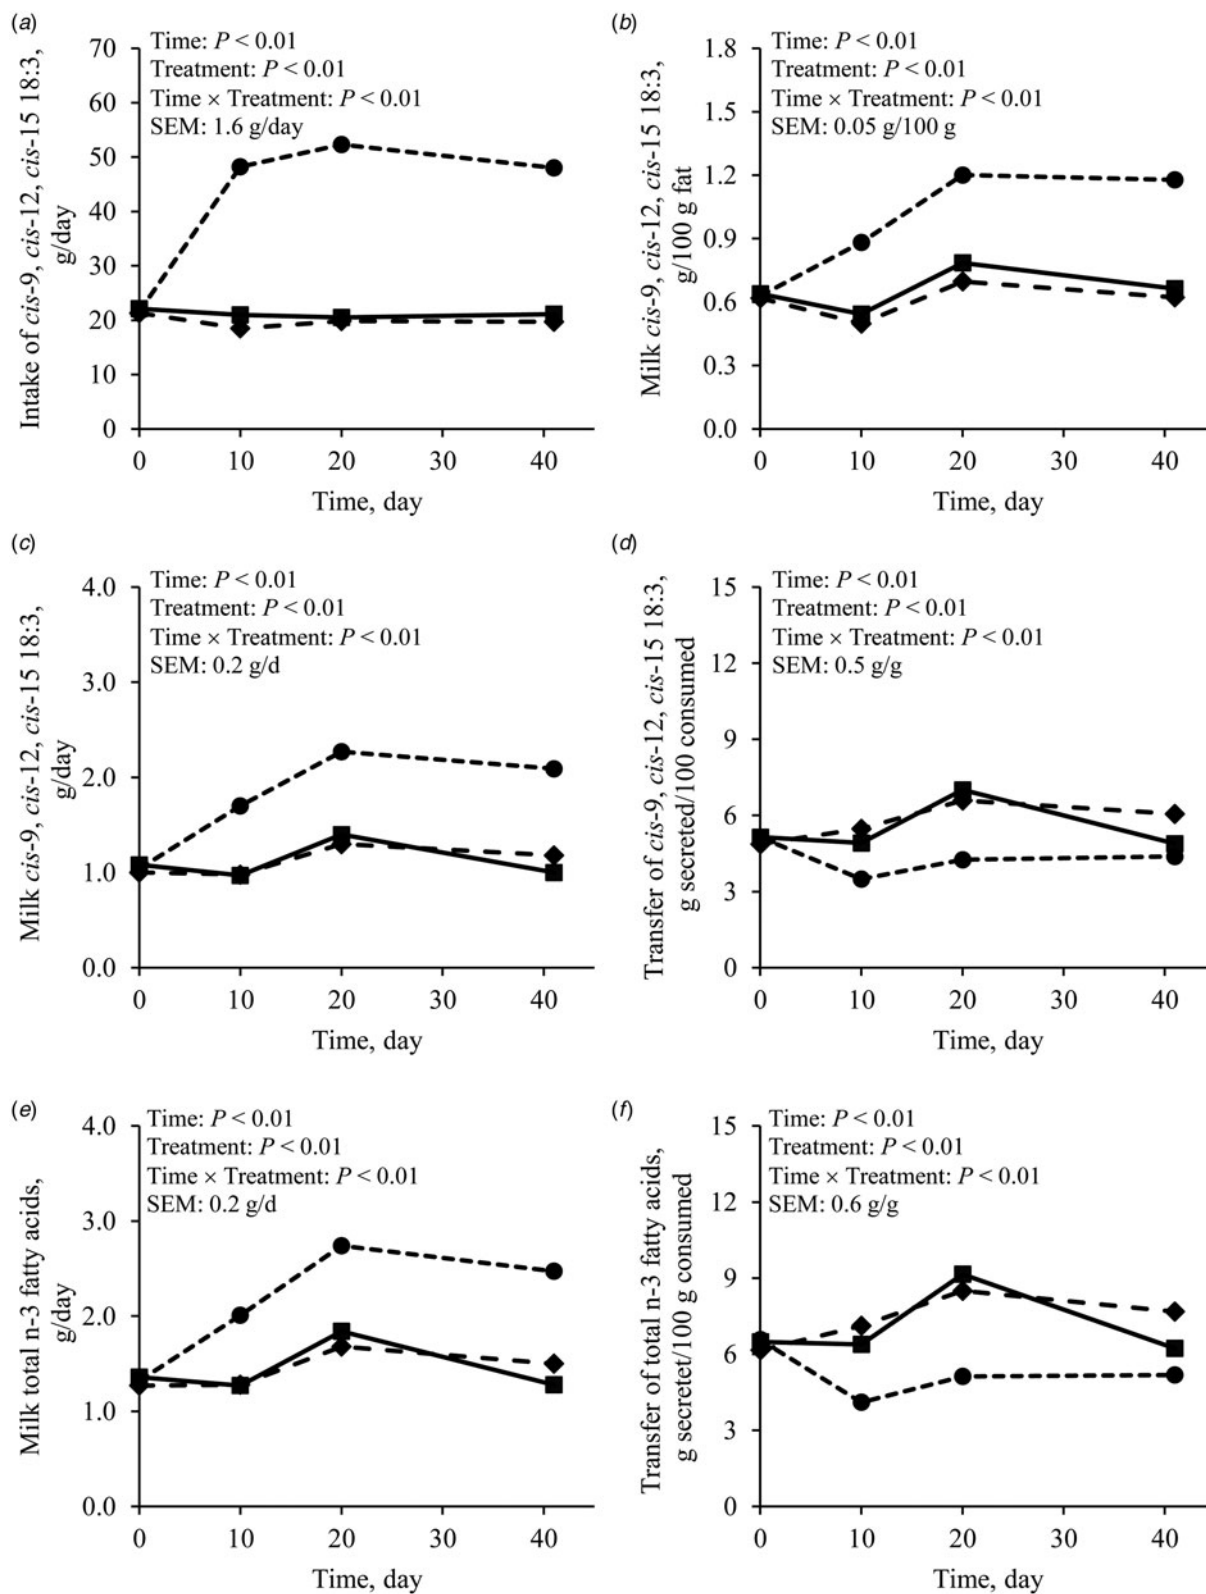 (a)
Time: P < 0.01
Treatment: P < 0.01
Time × Treatment: P < 0.01
SEM: 1.6 g/day
Intake of cis-9, cis-12, cis-15 18:3,
g/day
70
60
50
40
30
20
10
0
0 10 20 30 40
Time, day
(b)
Time: P < 0.01
Treatment: P < 0.01
Time × Treatment: P < 0.01
SEM: 0.05 g/100 g
Milk cis-9, cis-12, cis-15 18:3,
g/100 g fat
1.8
1.5
1.2
0.9
0.6
0.3
0.0
0 10 20 30 40
Time, day
(c)
Time: P < 0.01
Treatment: P < 0.01
Time × Treatment: P < 0.01
SEM: 0.2 g/d
Milk cis-9, cis-12, cis-15 18:3,
g/day
4.0
3.0
2.0
1.0
0.0
0 10 20 30 40
Time, day
(d)
Time: P < 0.01
Treatment: P < 0.01
Time × Treatment: P < 0.01
SEM: 0.5 g/g
Transfer of cis-9, cis-12, cis-15 18:3,
g secreted/100 consumed
15
12
9
6
3
0
0 10 20 30 40
Time, day
(e)
Time: P < 0.01
Treatment: P < 0.01
Time × Treatment: P < 0.01
SEM: 0.2 g/d
Milk total n-3 fatty acids,
g/day
4.0
3.0
2.0
1.0
0.0
0 10 20 30 40
Time, day
(f)
Time: P < 0.01
Treatment: P < 0.01
Time × Treatment: P < 0.01
SEM: 0.6 g/g
Transfer of total n-3 fatty acids,
g secretet/100 g consumed
15
12
9
6
3
0
0 10 20 30 40
Time, day